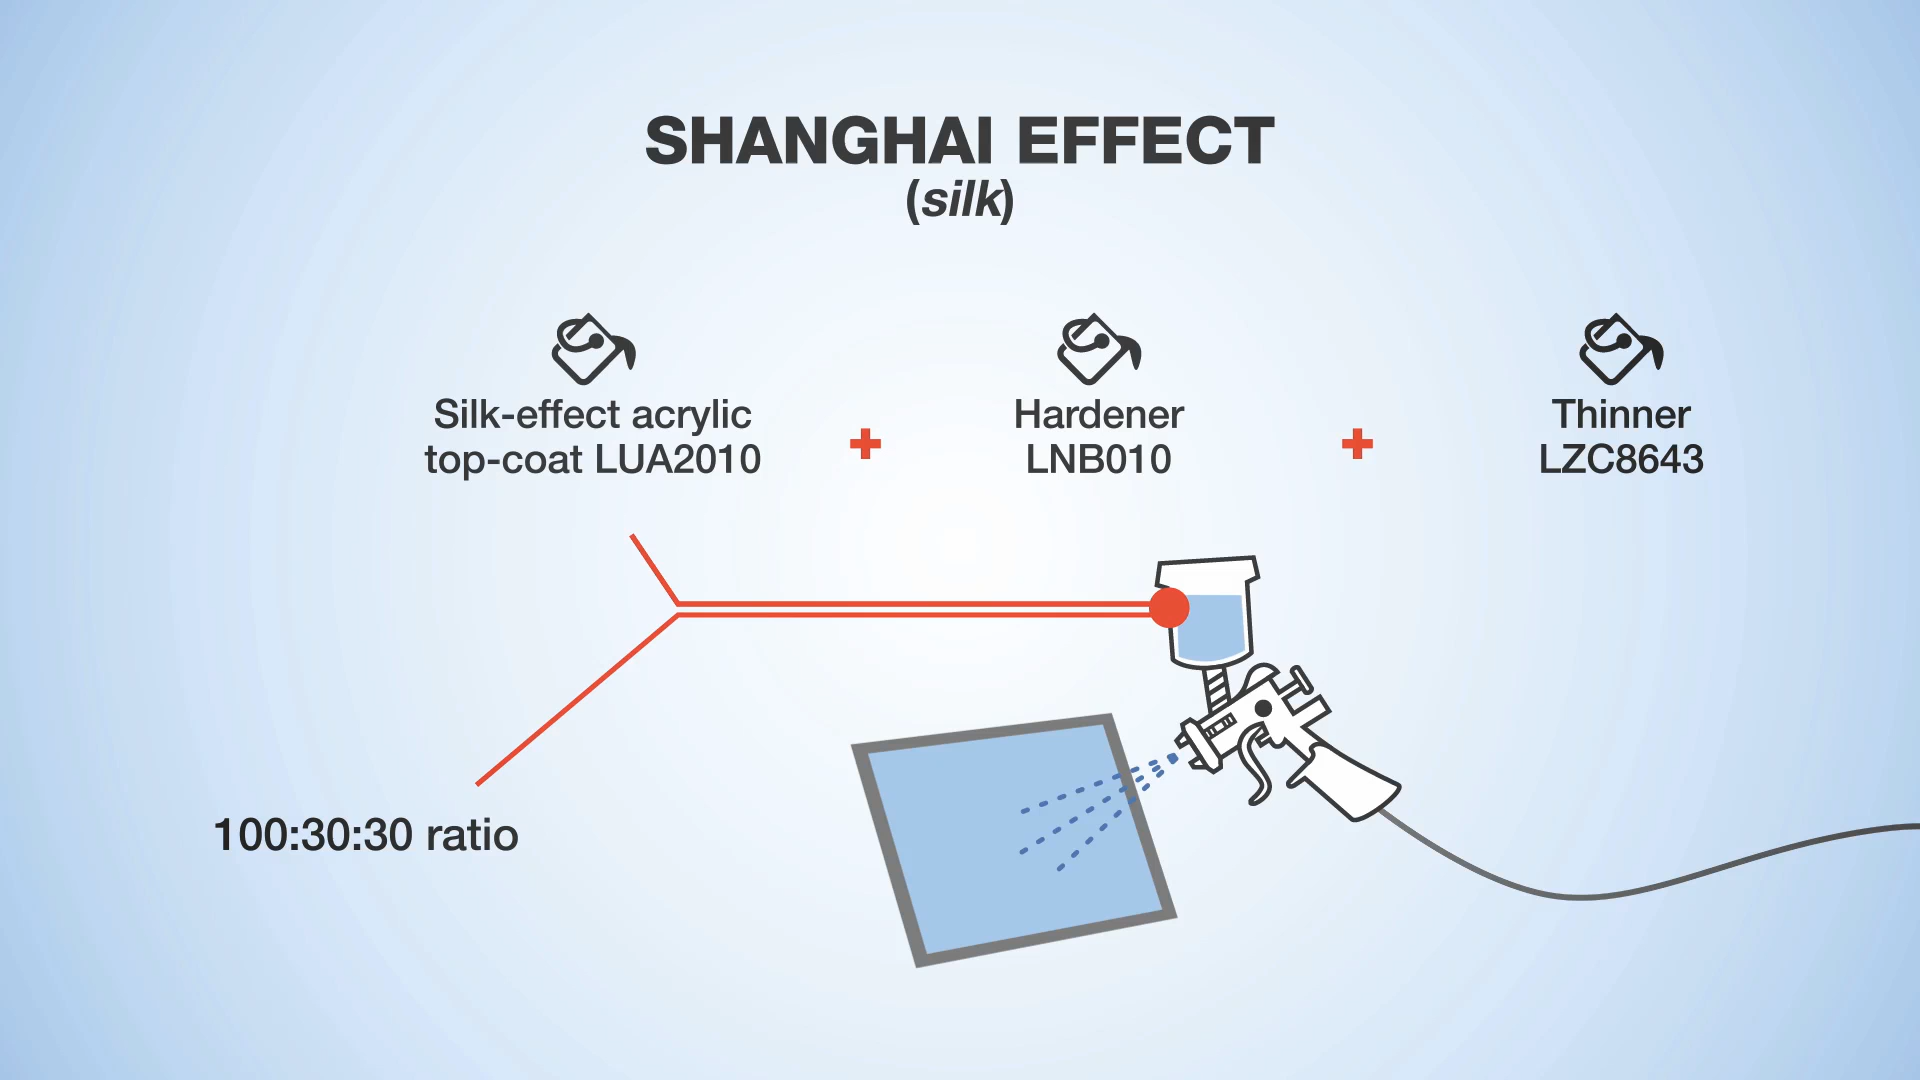 SHANGHAI EFFECT
(silk)
Silk-effect acrylic
top-coat LUA2010
Hardener
LNB010
Thinner
LZC8643
100:30:30 ratio